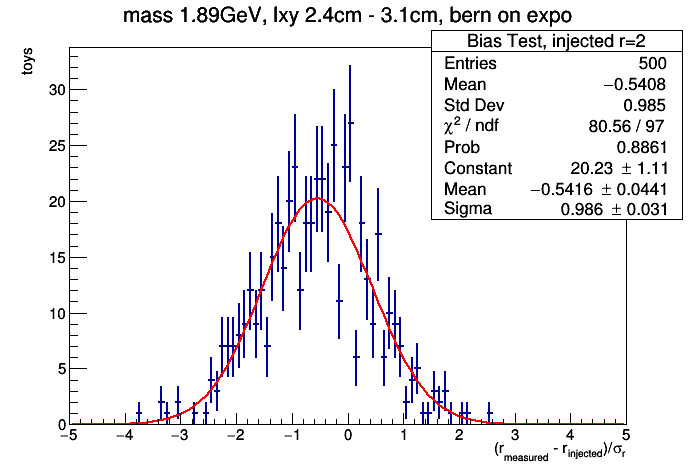 mass 1.89GeV, lxy 2.4cm - 3.1cm, bern on expo
Bias Test, injected r=2
Entries 500
Mean −0.5408
Std Dev 0.985
χ² / ndf 80.56 / 97
Prob 0.8861
Constant 20.23 ± 1.11
Mean −0.5416 ± 0.0441
Sigma 0.986 ± 0.031
toys
30
25
20
15
10
5
0
−5 −4 −3 −2 −1 0 1 2 3 4 5
(r_measured - r_injected)/σ_r